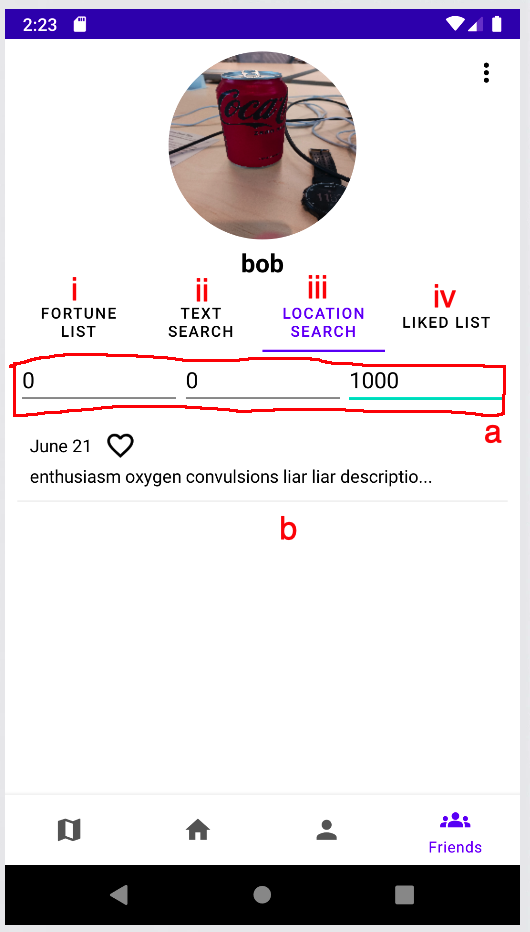 2:23
Coca
bob
i ii iii iv
FORTUNE LIST
TEXT SEARCH
LOCATION SEARCH
LIKED LIST
0 0 1000
a
June 21
enthusiasm oxygen convulsions liar liar descriptio...
b
Friends